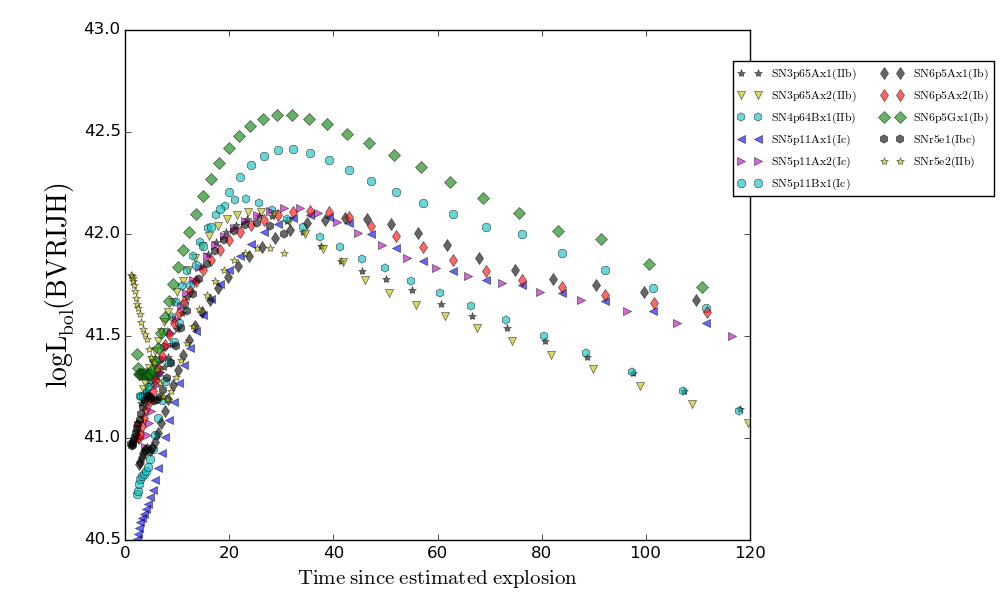 43.0
42.5
42.0
41.5
41.0
40.5
logL_bol(BVRIJH)
0 20 40 60 80 100 120
Time since estimated explosion
SN3p65Ax1(IIb)
SN3p65Ax2(IIb)
SN4p64Bx1(IIb)
SN5p11Ax1(Ic)
SN5p11Ax2(Ic)
SN5p11Bx1(Ic)
SN6p5Ax1(Ib)
SN6p5Ax2(Ib)
SN6p5Gx1(Ib)
SNr5e1(Ibc)
SNr5e2(IIb)